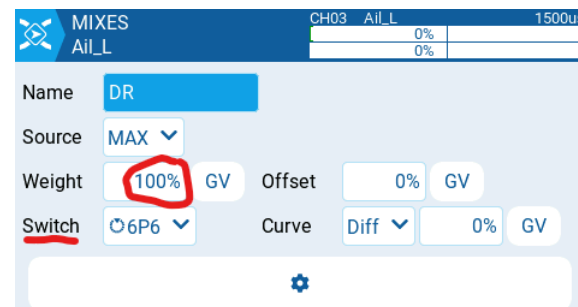 MIXES CH03 Ail_L 1500u
Ail_L 0%
0%
Name DR
Source MAX
Weight 100% GV Offset 0% GV
Switch 6P6 Curve Diff 0% GV